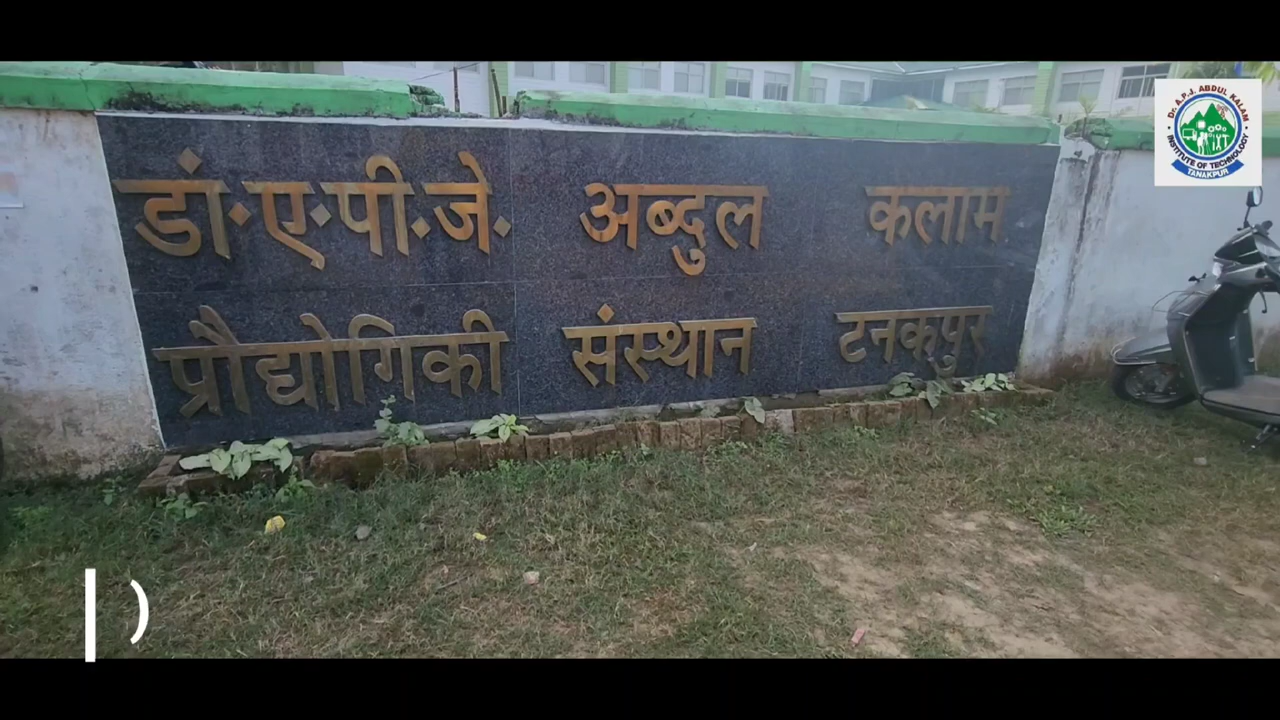 डॉ.ए.पी.जे. अब्दुल कलाम
प्रौद्योगिकी संस्थान टनकपुर
Dr. A.P.J. ABDUL KALAM
INSTITUTE OF TECHNOLOGY
TANAKPUR